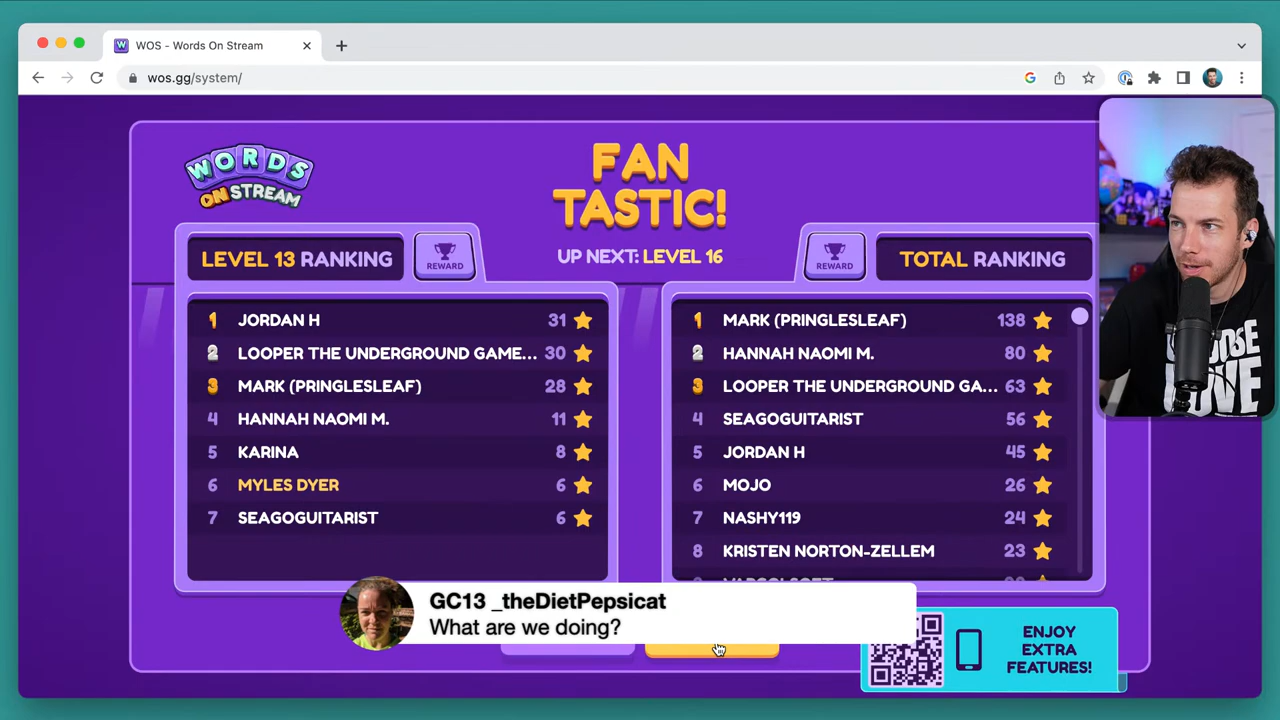 WOS - Words On Stream
wos.gg/system/
WORDS
ON STREAM
FAN
TASTIC!
UP NEXT: LEVEL 16
LEVEL 13 RANKING
REWARD
1 JORDAN H 31
2 LOOPER THE UNDERGROUND GAME... 30
3 MARK (PRINGLESLEAF) 28
4 HANNAH NAOMI M. 11
5 KARINA 8
6 MYLES DYER 6
7 SEAGOGUITARIST 6
REWARD
TOTAL RANKING
1 MARK (PRINGLESLEAF) 138
2 HANNAH NAOMI M. 80
3 LOOPER THE UNDERGROUND GA... 63
4 SEAGOGUITARIST 56
5 JORDAN H 45
6 MOJO 26
7 NASHY119 24
8 KRISTEN NORTON-ZELLEM 23
GC13 _theDietPepsicat
What are we doing?
ENJOY
EXTRA
FEATURES!
LOVE